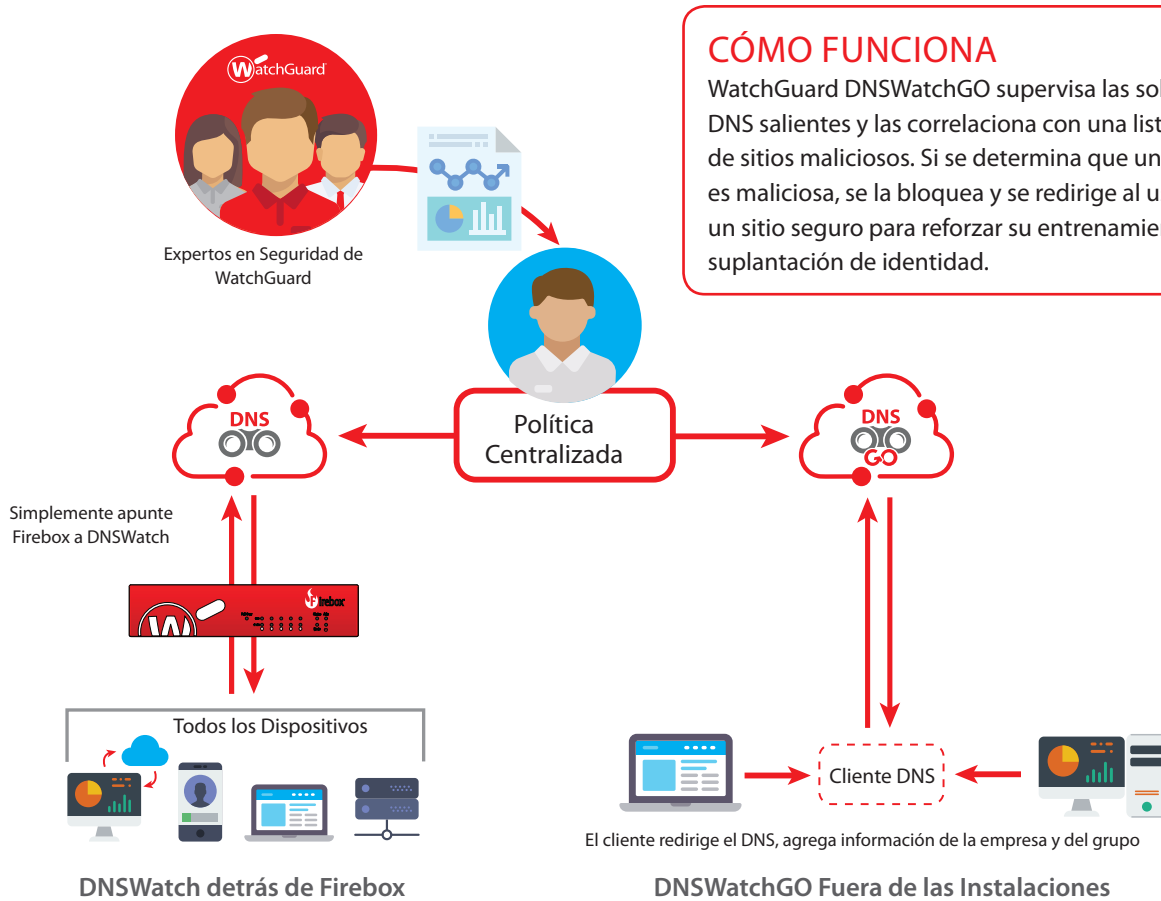 WatchGuard
Expertos en Seguridad de
WatchGuard
CÓMO FUNCIONA
WatchGuard DNSWatchGO supervisa las
DNS salientes y las correlaciona con una
de sitios maliciosos. Si se determina que
es maliciosa, se la bloquea y se redirige al
un sitio seguro para reforzar su
suplantación de identidad.
Política
Centralizada
DNS
DNS
GO
Simplemente apunte
Firebox a DNSWatch
Firebox
Todos los Dispositivos
Cliente DNS
El cliente redirige el DNS, agrega información de la empresa y del grupo
DNSWatch detrás de Firebox
DNSWatchGO Fuera de las Instalaciones